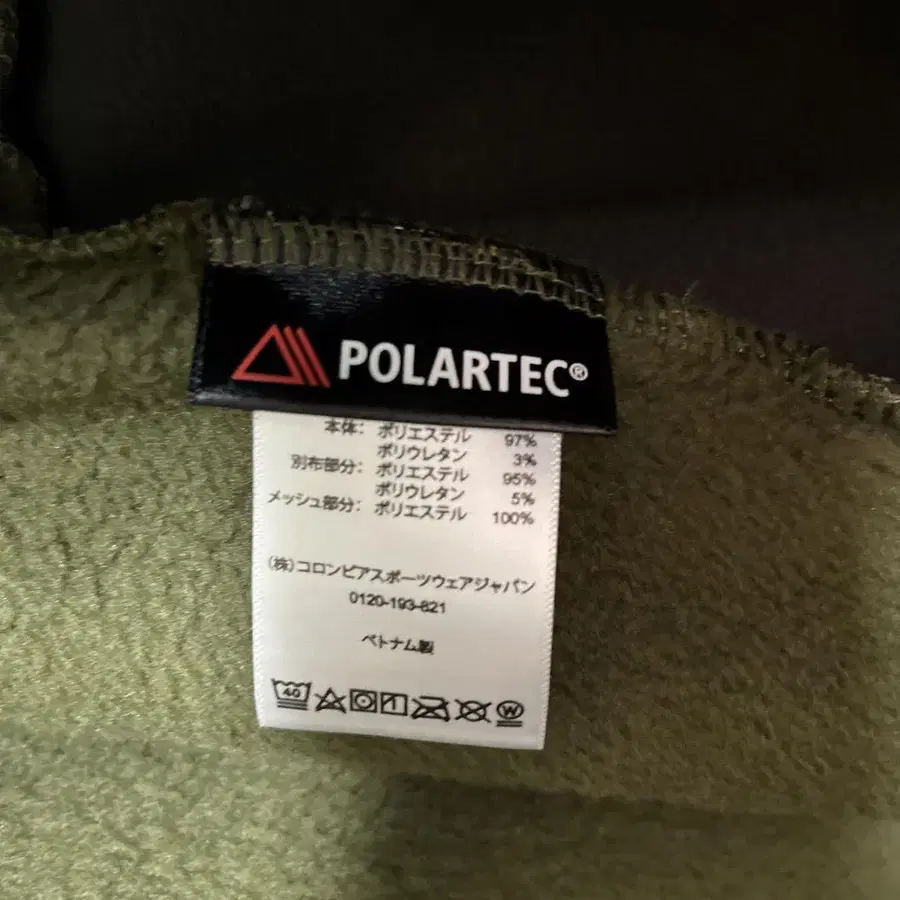 POLARTEC®
本体: ポリエステル 97%
ポリウレタン 3%
別布部分: ポリエステル 95%
ポリウレタン 5%
メッシュ部分: ポリエステル 100%
(株)コロンビアスポーツウェアジャパン
0120-193-821
ベトナム製
40 W